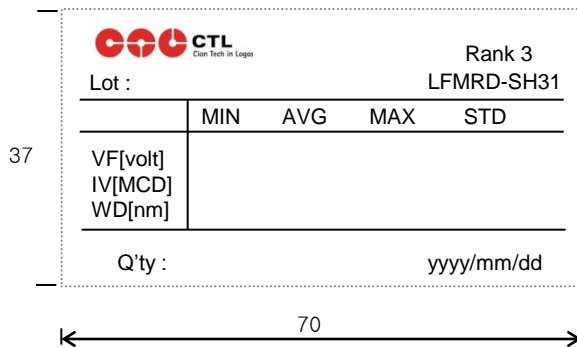 CTL
Cion Tech in Logos
Rank 3
Lot :
LFMRD-SH31
MIN AVG MAX STD
37
VF[volt]
IV[MCD]
WD[nm]
Q'ty :
yyyy/mm/dd
70